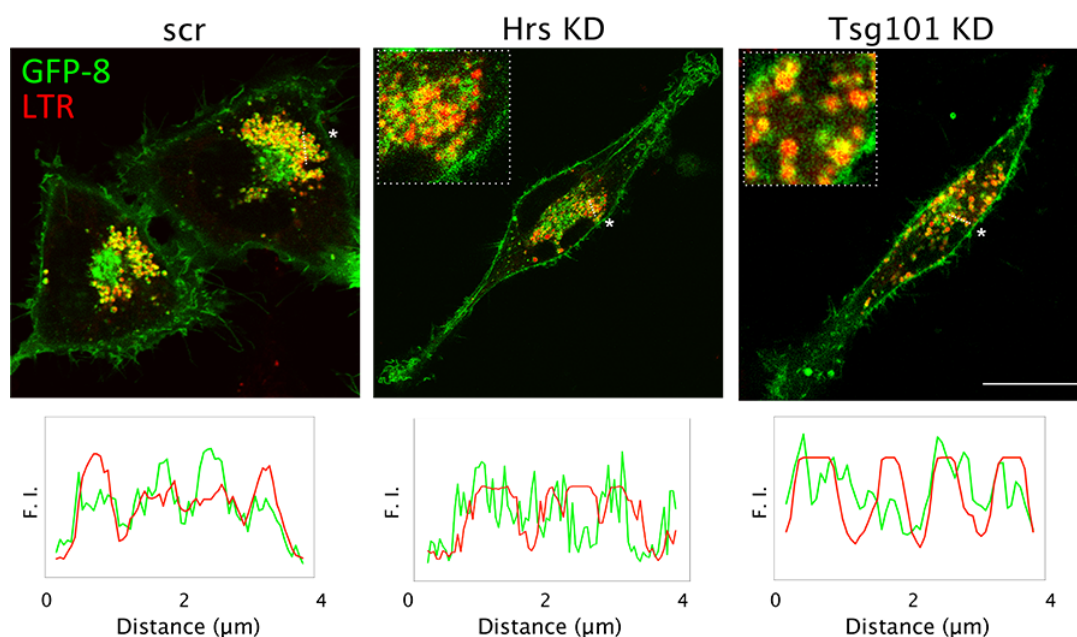 scr
Hrs KD
Tsg101 KD
GFP-8
LTR
*
*
*
F. I.
F. I.
F. I.
0 2 4
0 2 4
0 2 4
Distance (µm)
Distance (µm)
Distance (µm)